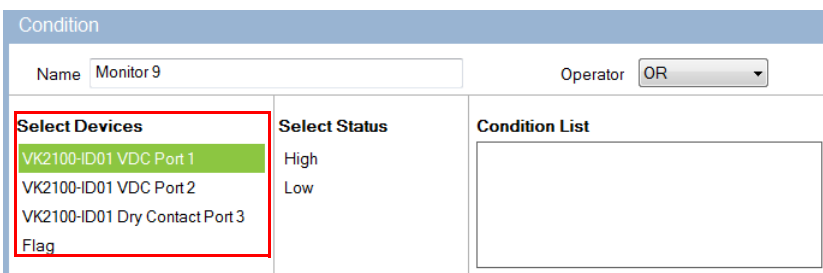 Condition
Name Monitor 9 Operator OR
Select Devices Select Status Condition List
VK2100-ID01 VDC Port 1 High
VK2100-ID01 VDC Port 2 Low
VK2100-ID01 Dry Contact Port 3
Flag